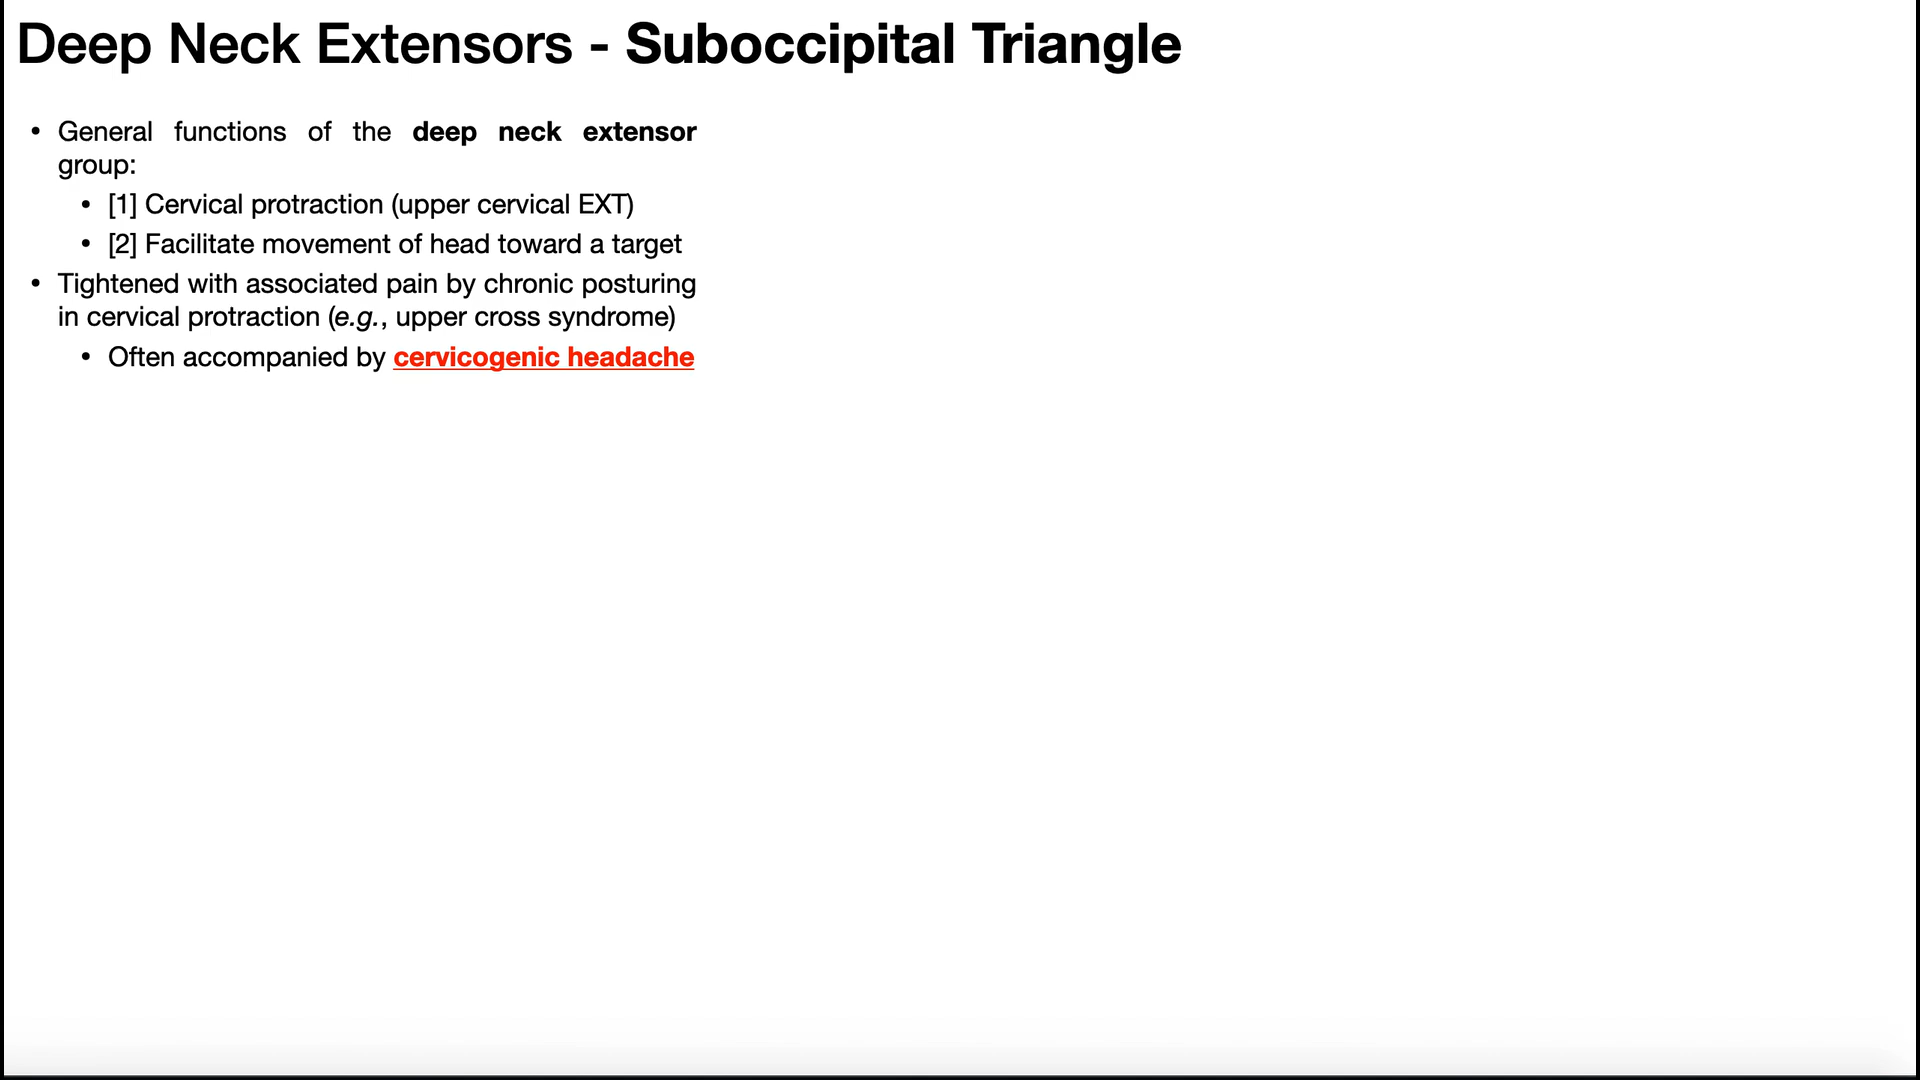 Deep Neck Extensors - Suboccipital Triangle
• General functions of the deep neck extensor
group:
• [1] Cervical protraction (upper cervical EXT)
• [2] Facilitate movement of head toward a target
• Tightened with associated pain by chronic posturing
in cervical protraction (e.g., upper cross syndrome)
• Often accompanied by cervicogenic headache